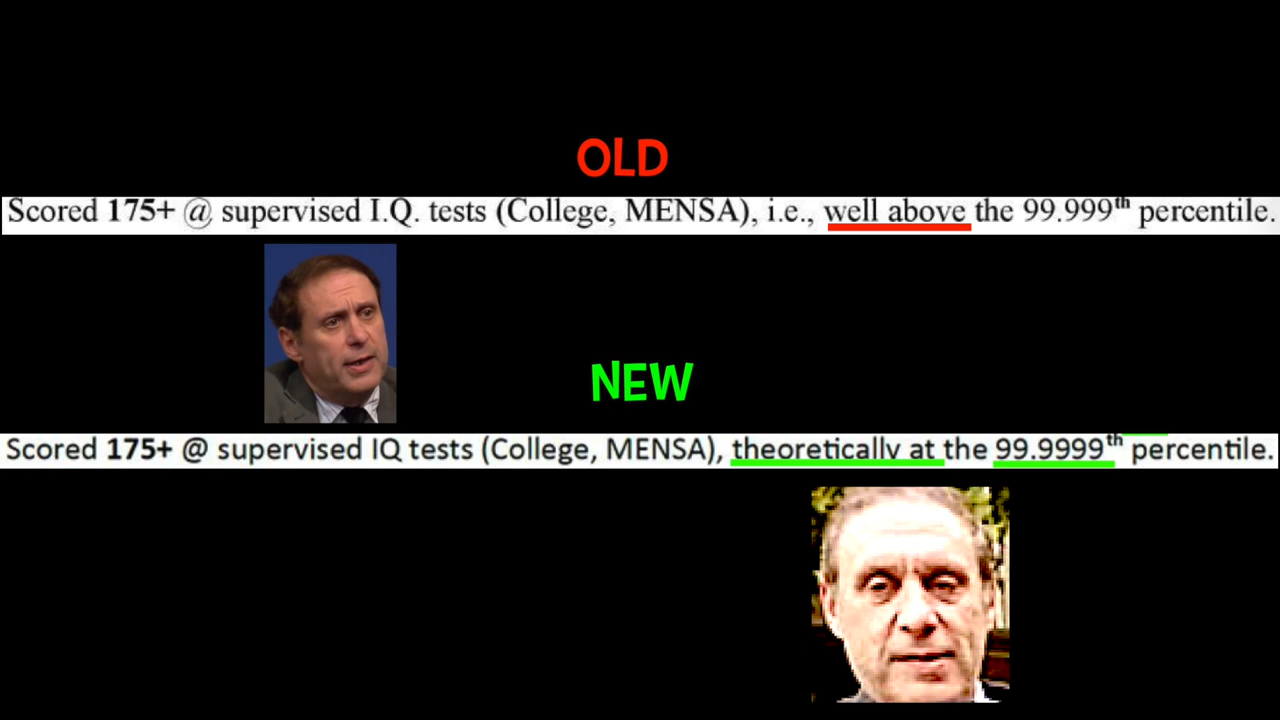 OLD
Scored 175+ @ supervised I.Q. tests (College, MENSA), i.e., well above the 99.999th percentile.
NEW
Scored 175+ @ supervised IQ tests (College, MENSA), theoretically at the 99.9999th percentile.